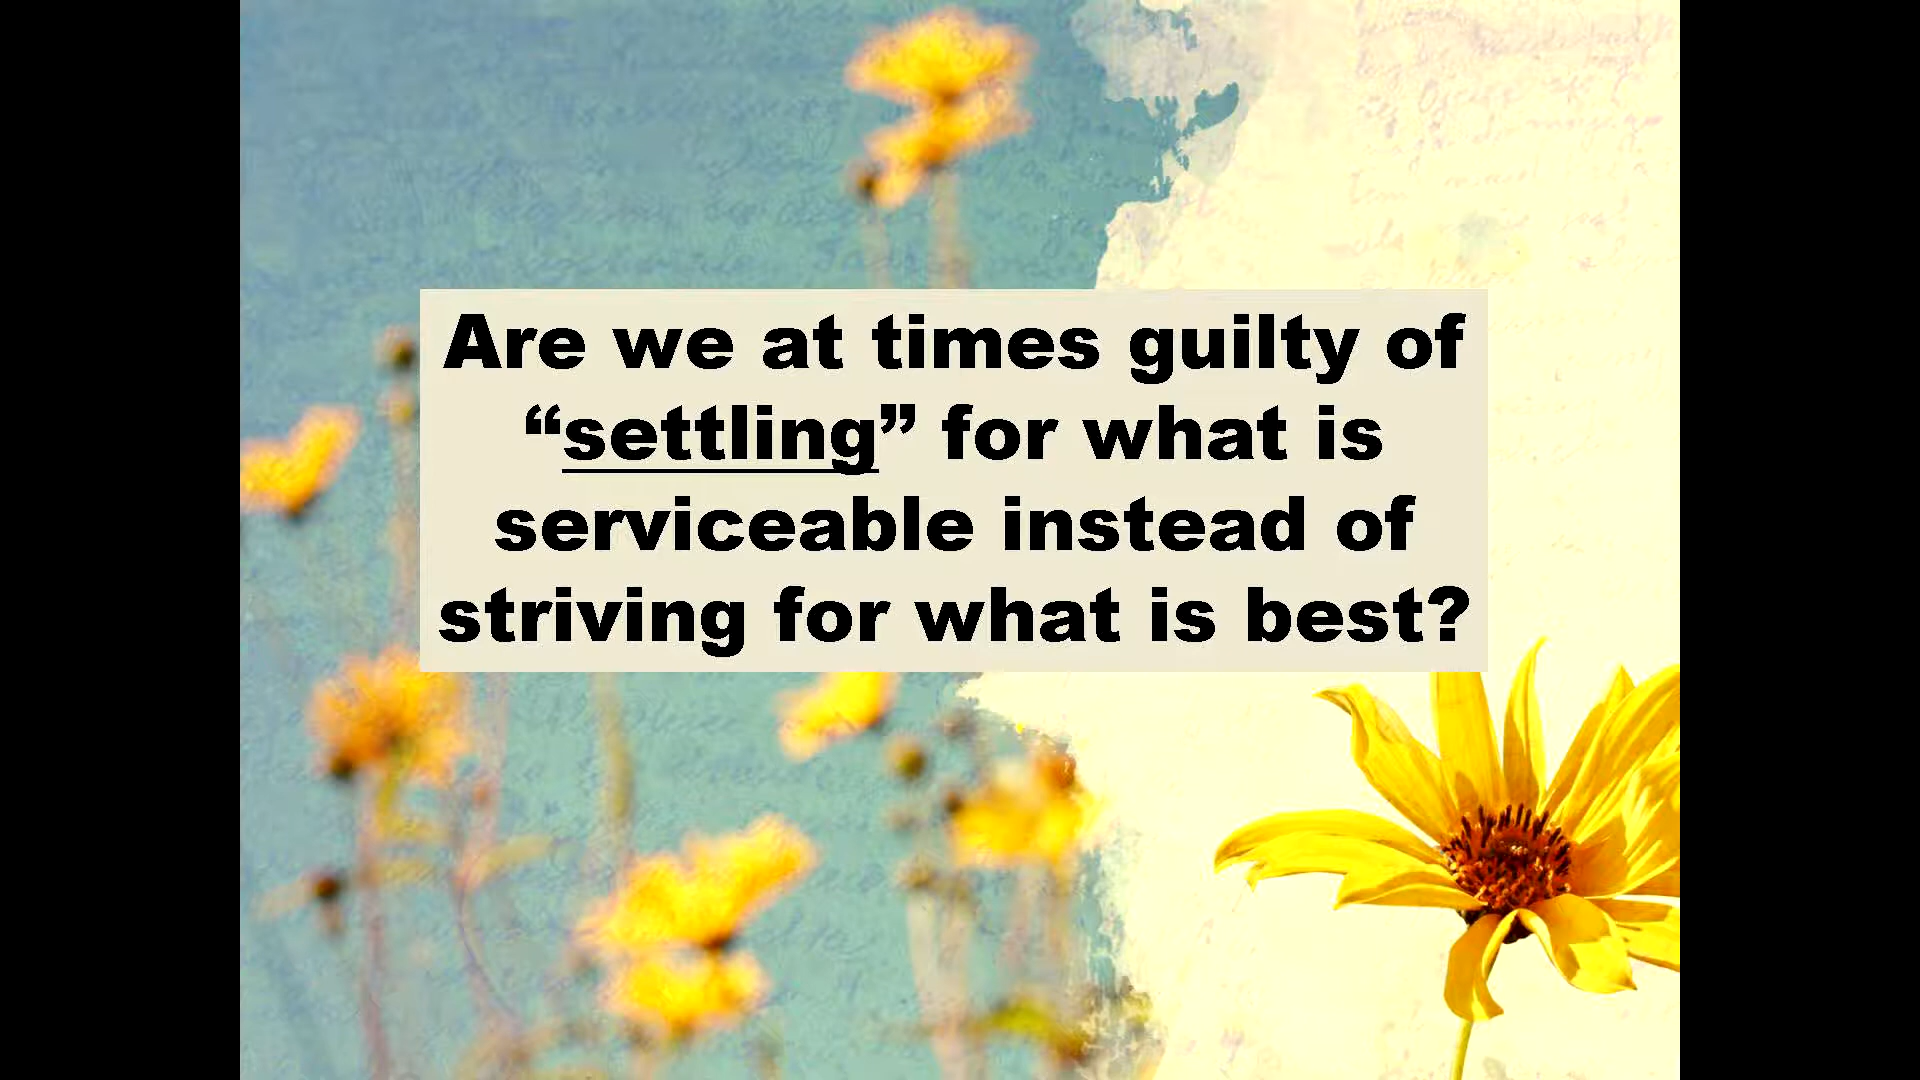 Are we at times guilty of
“settling” for what is
serviceable instead of
striving for what is best?